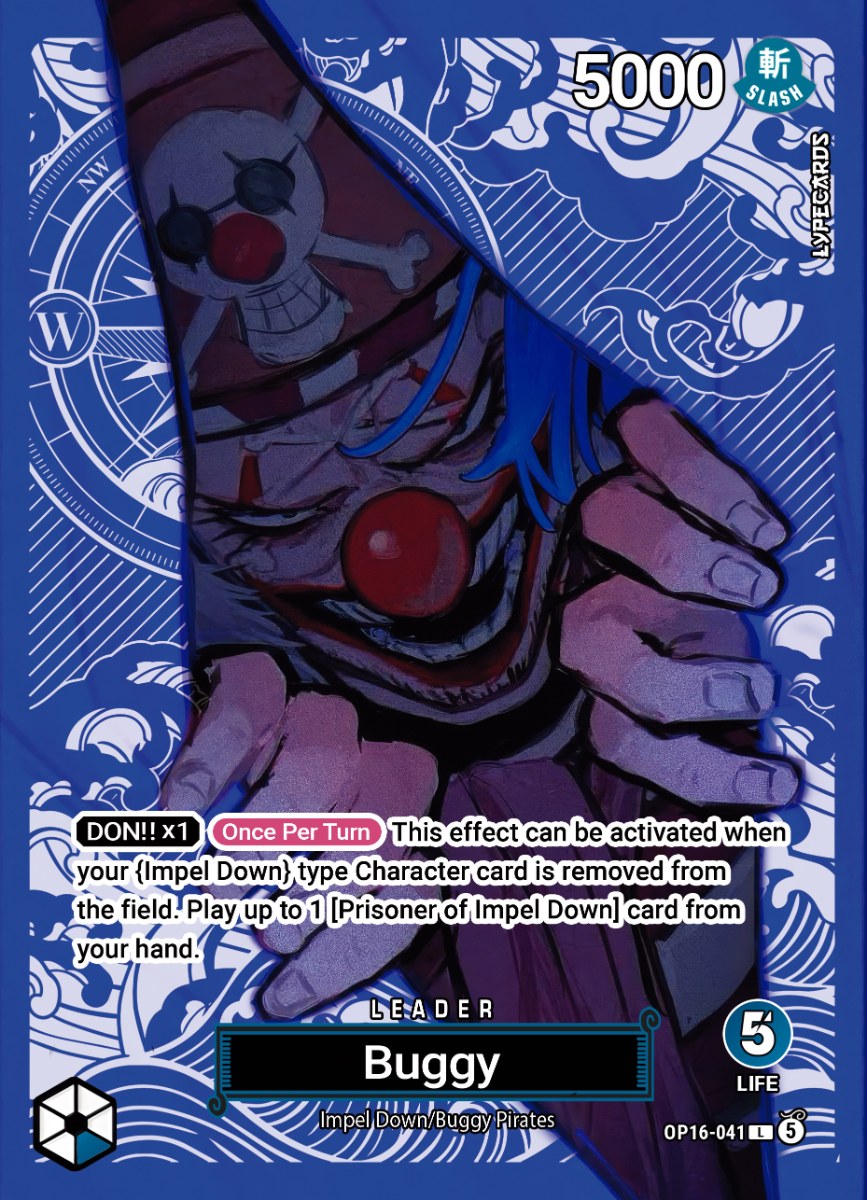 5000
斬
SLASH
LVPECARDS
NW
NE
W
DON!! x1 Once Per Turn This effect can be activated when
your {Impel Down} type Character card is removed from
the field. Play up to 1 [Prisoner of Impel Down] card from
your hand.
LEADER
Buggy
5
LIFE
Impel Down/Buggy Pirates
OP16-041 L 5